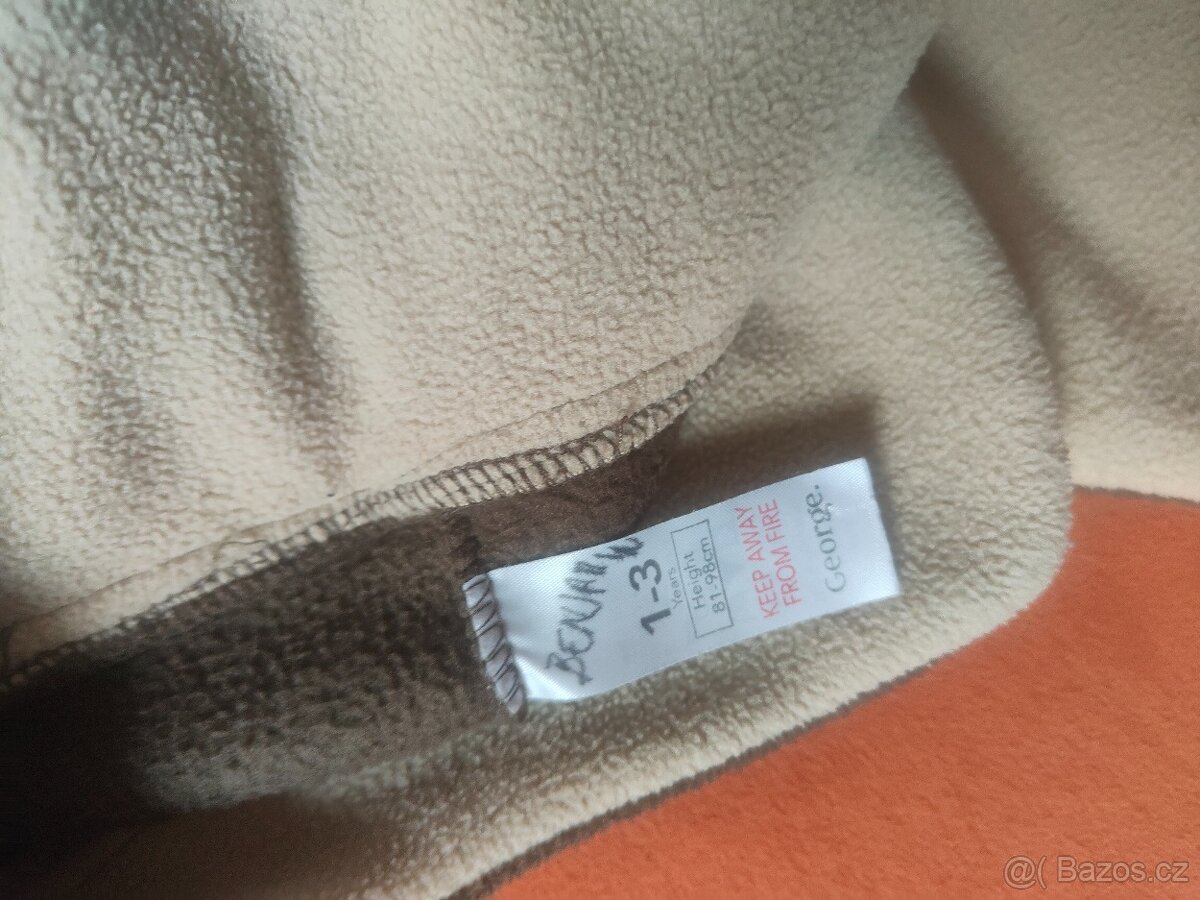 1-3
Years
Height
81-98cm
KEEP AWAY
FROM FIRE
George.
@( Bazos.cz